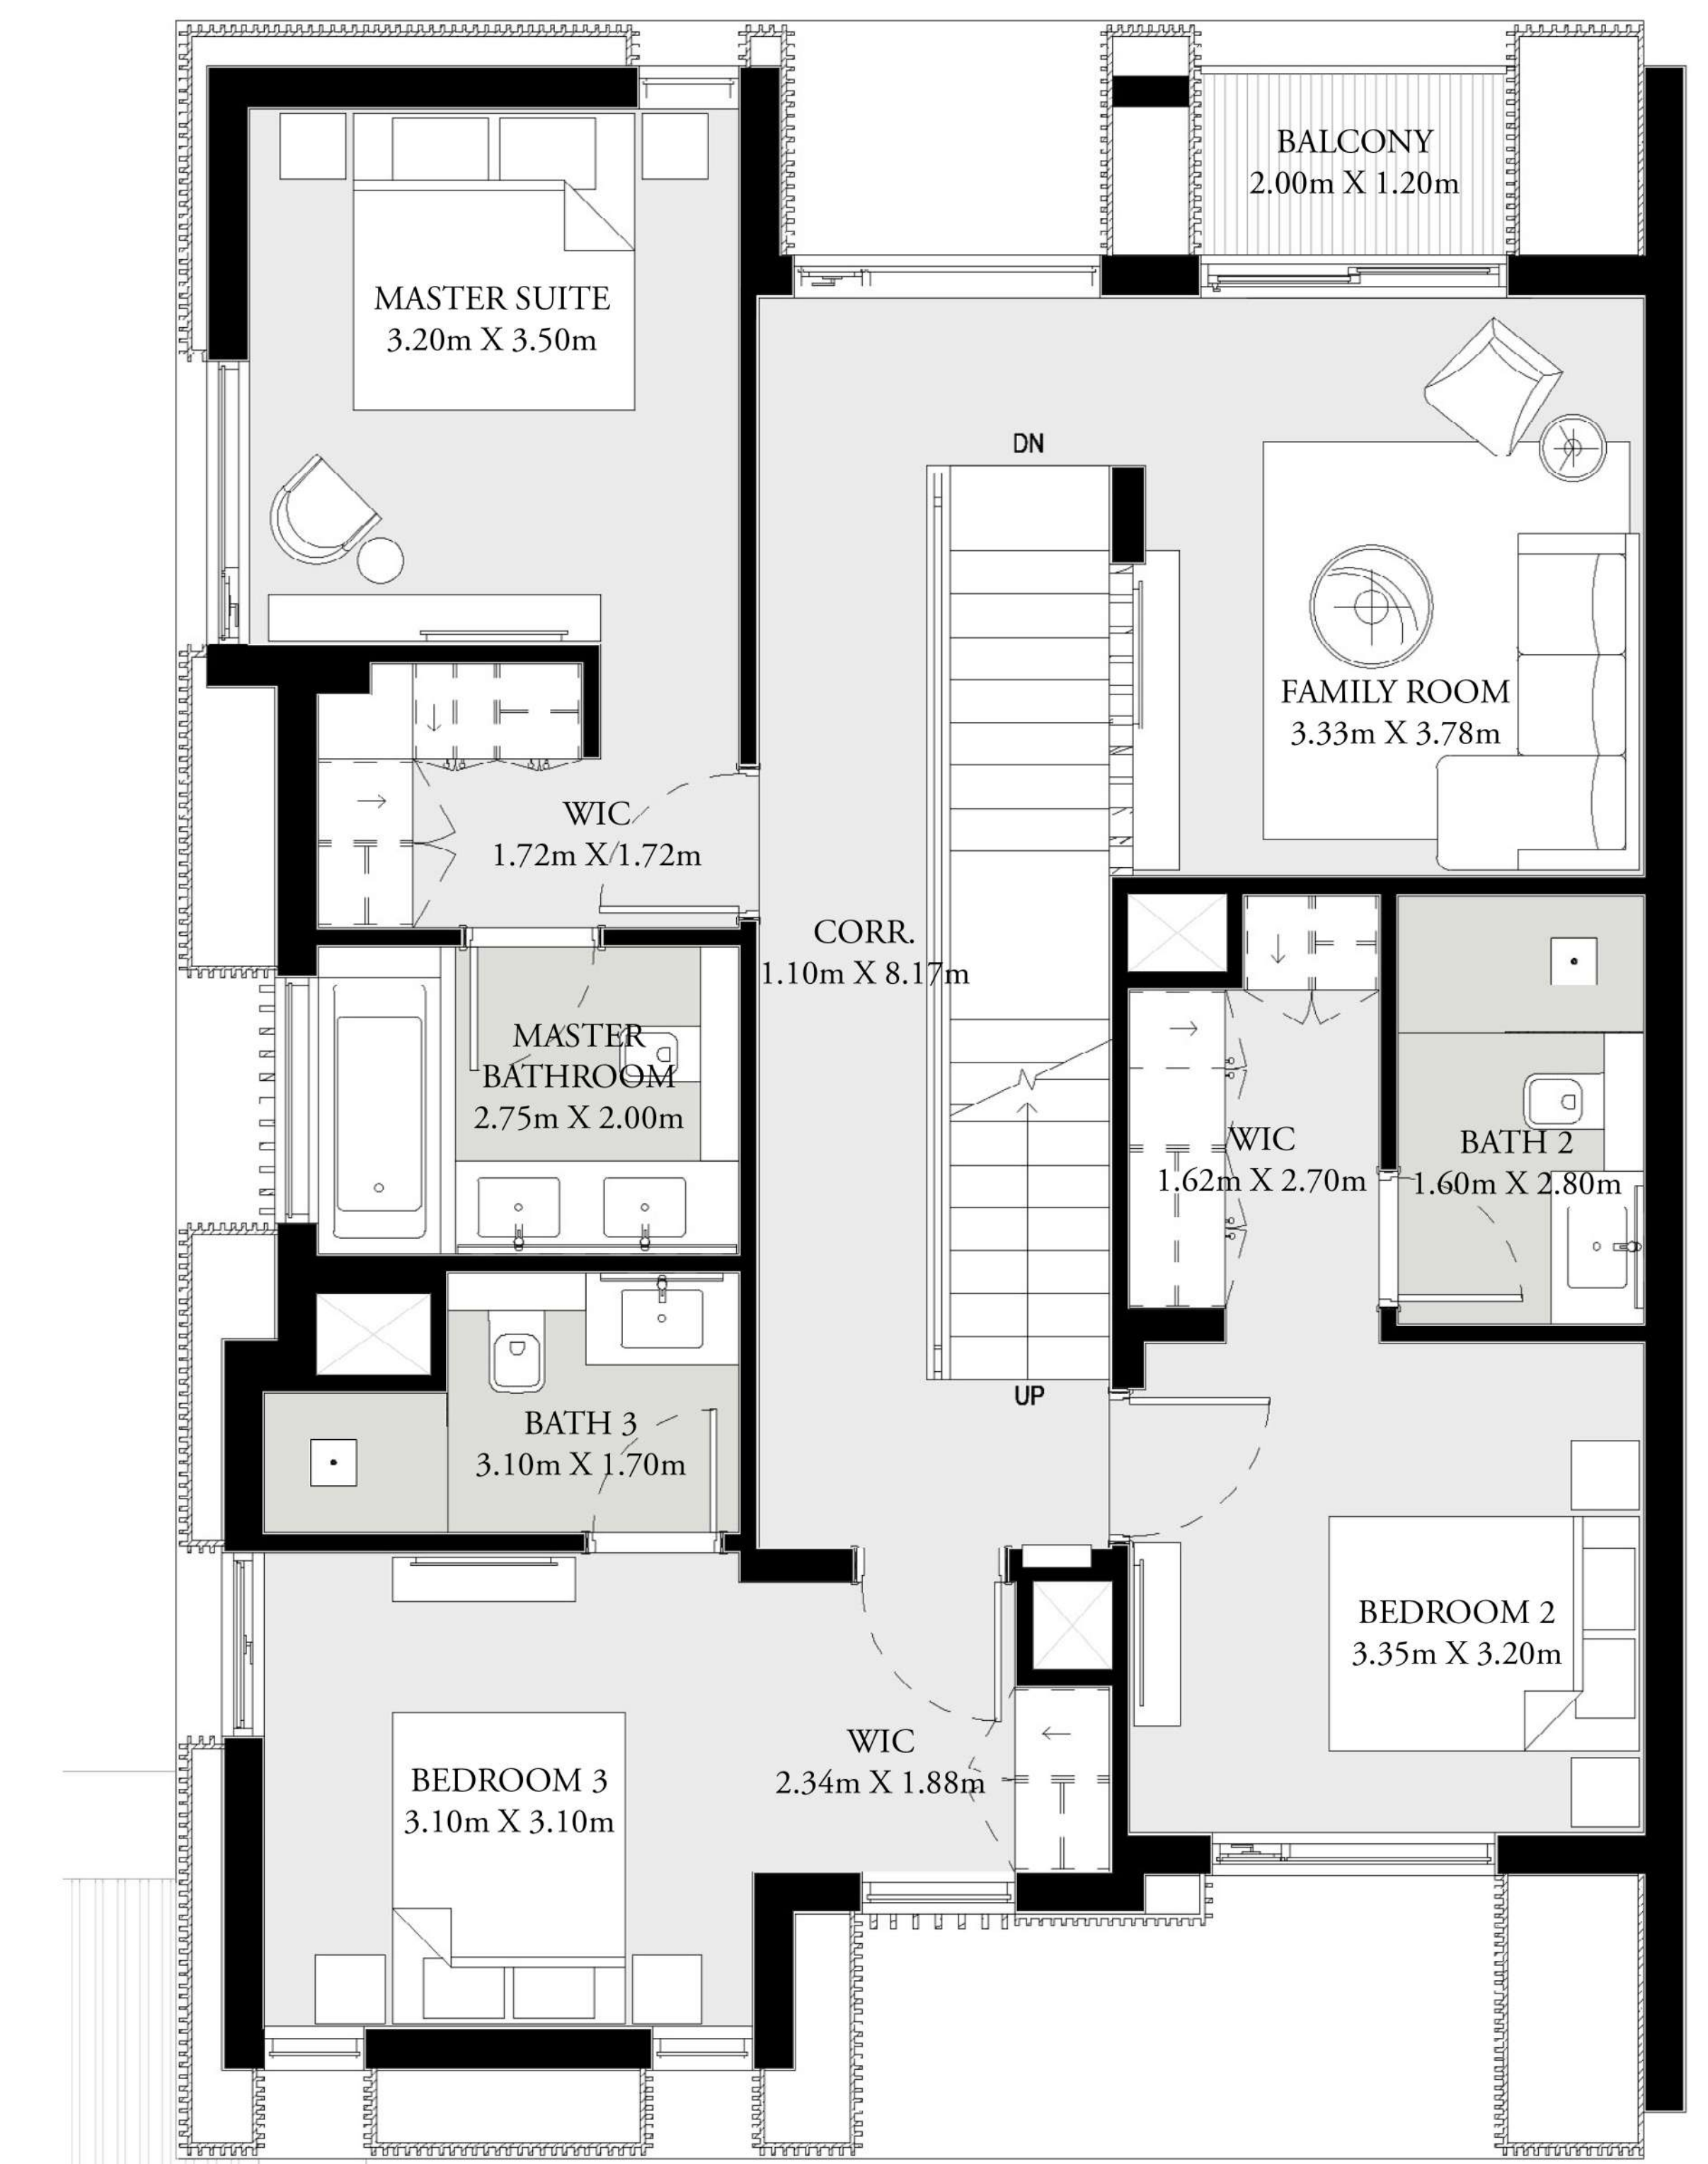 BALCONY
2.00m X 1.20m
MASTER SUITE
3.20m X 3.50m
DN
FAMILY ROOM
3.33m X 3.78m
WIC
1.72m X 1.72m
CORR.
1.10m X 8.17m
MASTER
BATHROOM
2.75m X 2.00m
WIC
1.62m X 2.70m
BATH 2
1.60m X 2.80m
UP
BATH 3
3.10m X 1.70m
BEDROOM 2
3.35m X 3.20m
WIC
2.34m X 1.88m
BEDROOM 3
3.10m X 3.10m